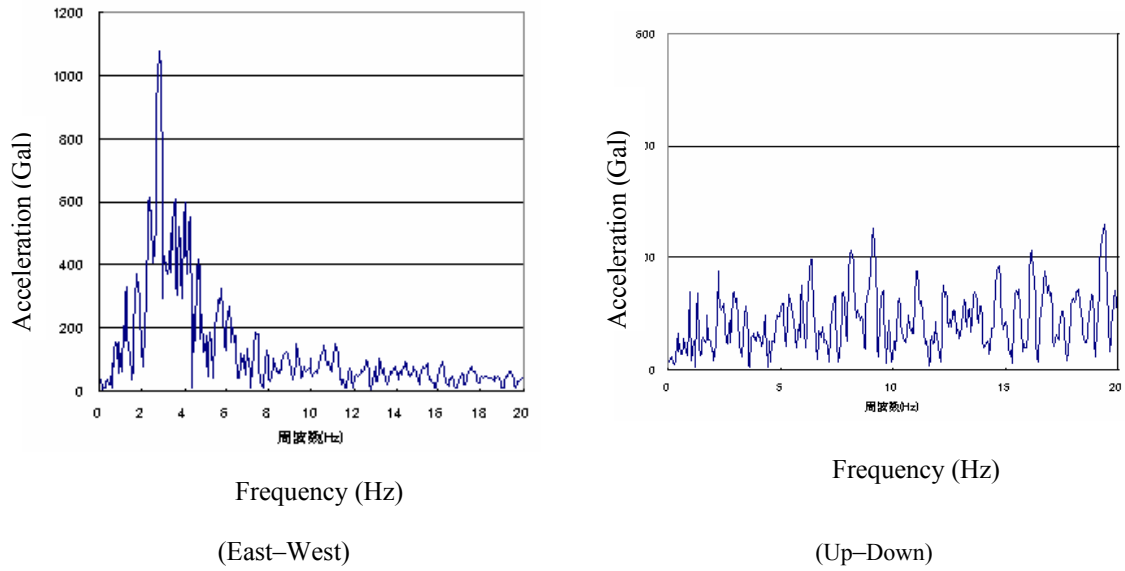 Acceleration (Gal)
1200
1000
800
600
400
200
0
0 2 4 6 8 10 12 14 16 18 20
周波数(Hz)
Frequency (Hz)
(East–West)
Acceleration (Gal)
00
00
0
0 5 10 15 20
周波数(Hz)
Frequency (Hz)
(Up–Down)